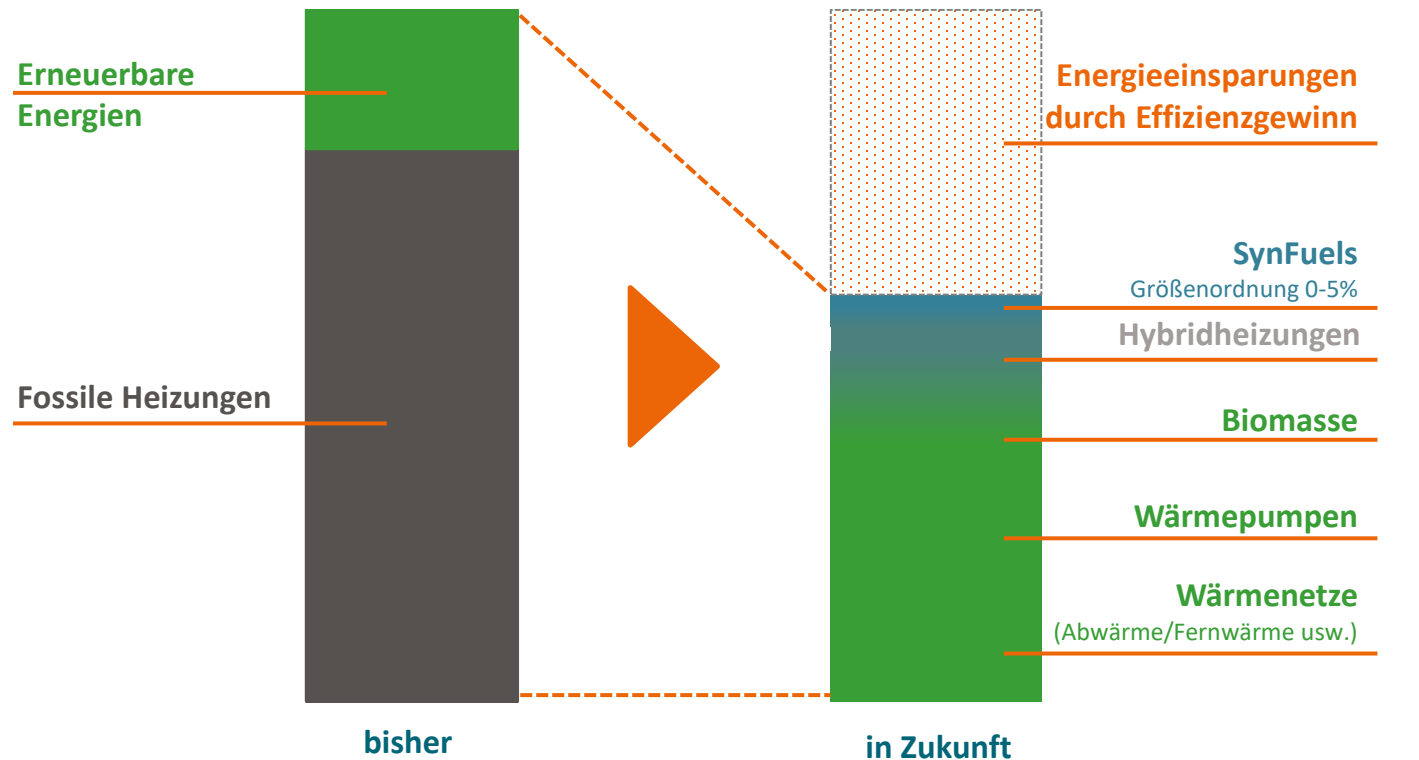 Erneuerbare
Energien
Fossile Heizungen
bisher
Energieeinsparungen
durch Effizienzgewinn
SynFuels
Größenordnung 0-5%
Hybridheizungen
Biomasse
Wärmepumpen
Wärmenetze
(Abwärme/Fernwärme usw.)
in Zukunft